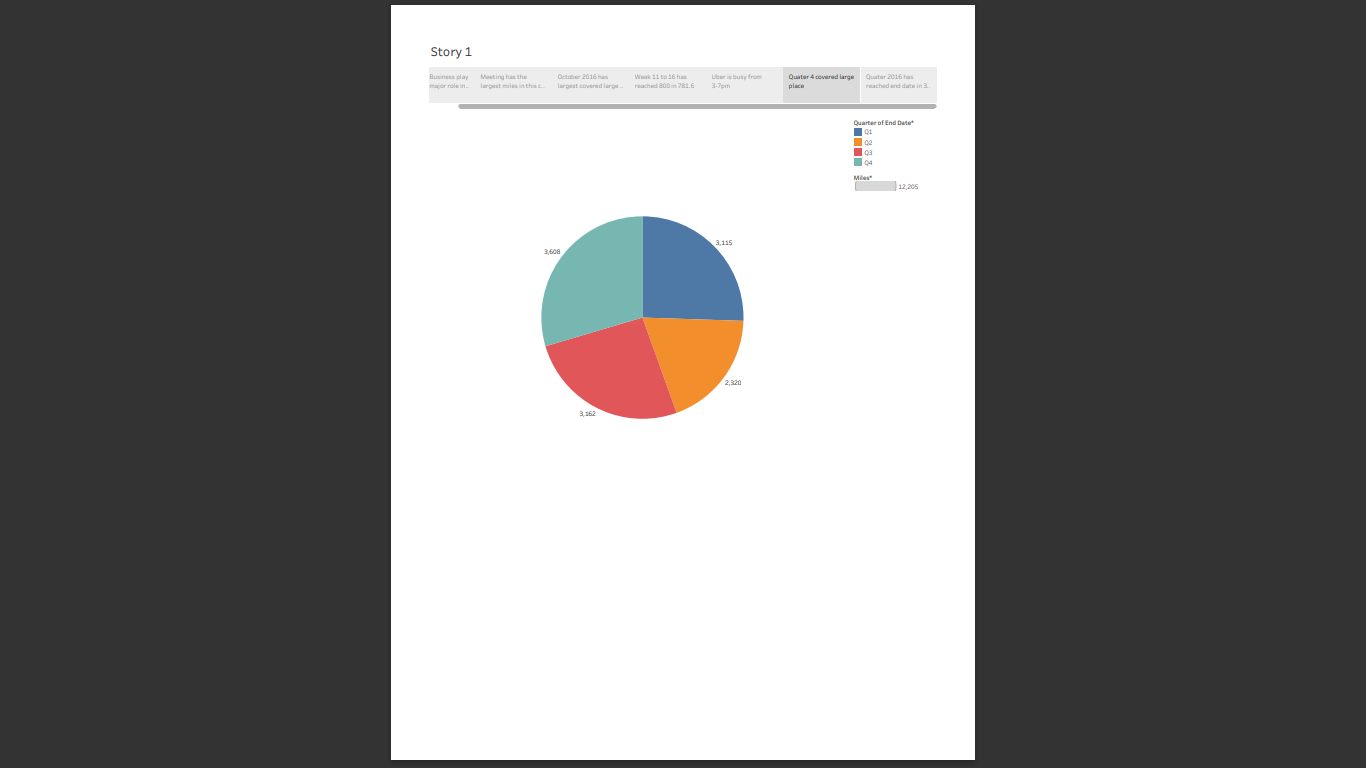 Story 1
Business play
major role in..
Meeting has the
largest miles in this c..
October 2016 has
largest covered large..
Week 11 to 16 has
reached 800 in 781.6
Uber is busy from
3-7pm
Quater 4 covered large
place
Quater 2016 has
reached end date in 3..
Quarter of End Date*
Q1
Q2
Q3
Q4
Miles*
12,205
3,115
3,608
2,320
3,162